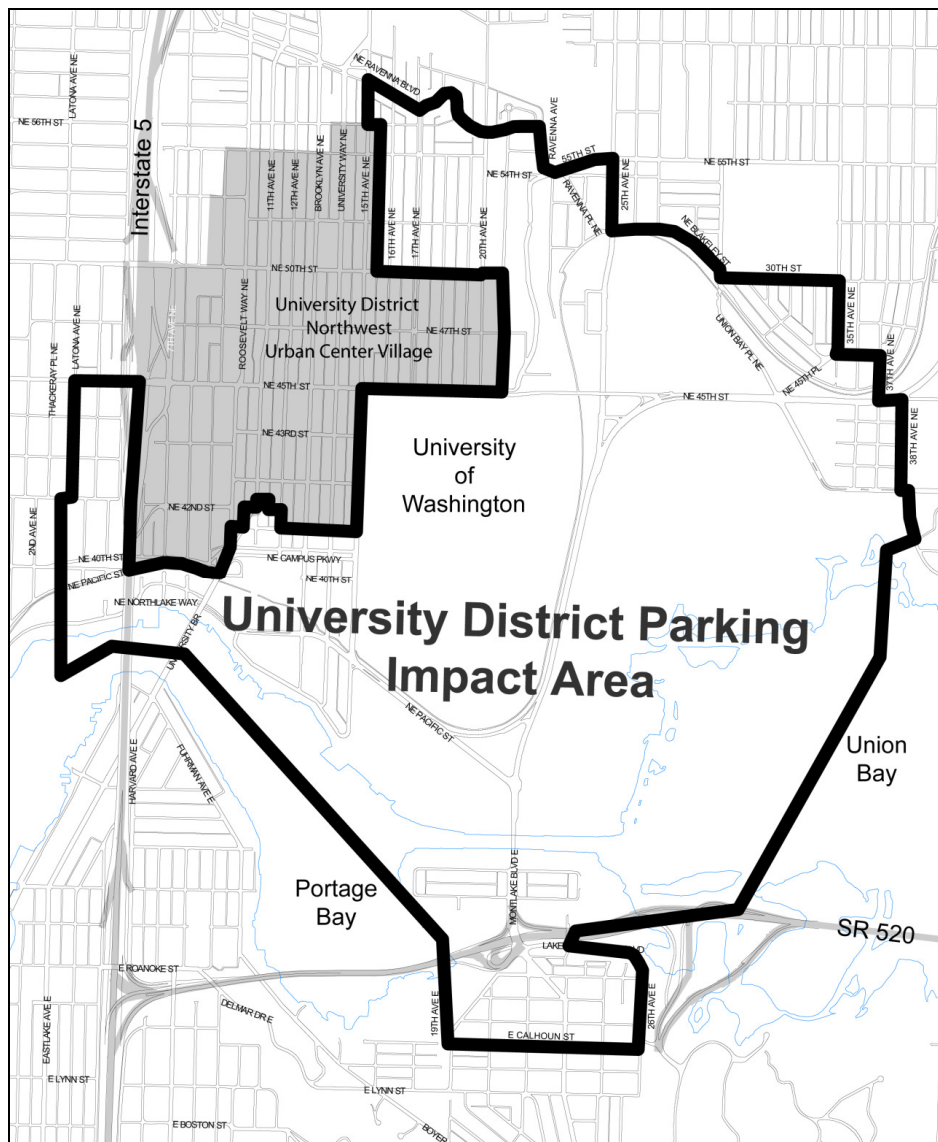 NE RAVENNA BLVD
LATONA AVE NE
NE 56TH ST
Interstate 5
RAVENNA AVE
55TH ST
NE 55TH ST
NE 54TH ST
11TH AVE NE
12TH AVE NE
BROOKLYN AVE NE
UNIVERSITY WAY NE
15TH AVE NE
16TH AVE NE
17TH AVE NE
20TH AVE NE
RAVENNA PL NE
25TH AVE NE
NE BLAKELEY ST
30TH ST
NE 50TH ST
University District
Northwest
Urban Center Village
7TH AVE NE
ROOSEVELT WAY NE
NE 47TH ST
35TH AVE NE
UNION BAY PL NE
NE 45TH PL
37TH AVE NE
THACKERAY PL NE
LATONA AVE NE
NE 45TH ST
NE 45TH ST
38TH AVE NE
NE 43RD ST
University
of
Washington
NE 42ND ST
2ND AVE NE
NE 40TH ST
NE PACIFIC ST
NE CAMPUS PKWY
NE 40TH ST
NE NORTHLAKE WAY
University District Parking
Impact Area
UNIVERSITY BR
NE PACIFIC ST
HARVARD AVE E
FUHRMAN AVE E
Union
Bay
Portage
Bay
MONTLAKE BLVD E
SR 520
LAKE
E ROANOKE ST
DELMAR DR E
19TH AVE E
26TH AVE E
E CALHOUN ST
EASTLAKE AVE E
E LYNN ST
E LYNN ST
E BOSTON ST
BOYER